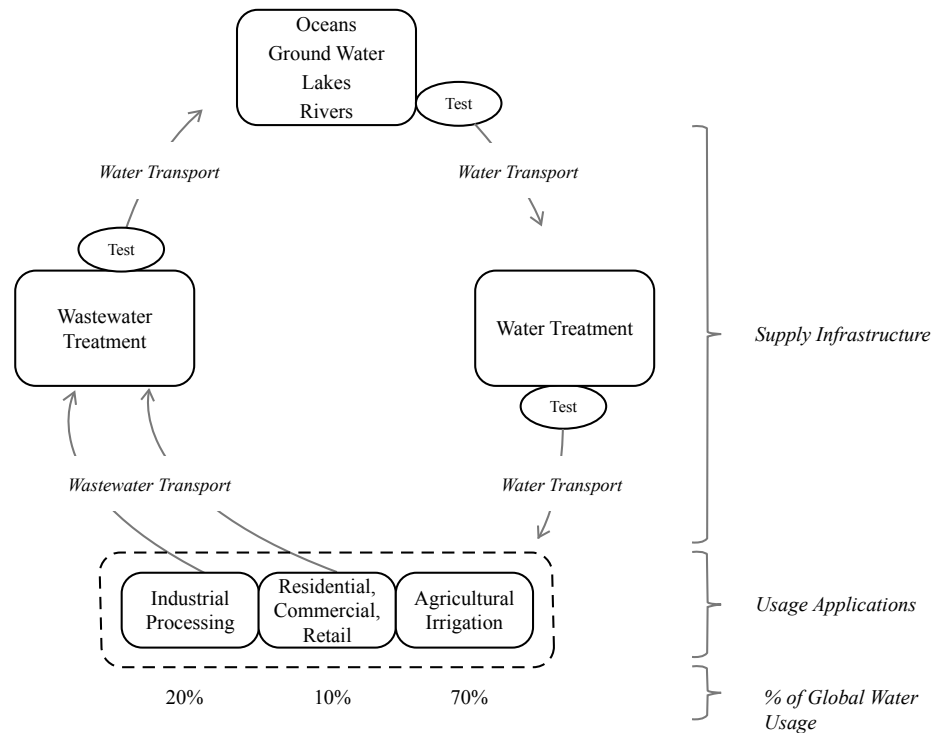 Oceans
Ground Water
Lakes
Rivers
Test
Water Transport
Water Transport
Test
Wastewater
Treatment
Water Treatment
Supply Infrastructure
Test
Wastewater Transport
Water Transport
Industrial
Processing
Residential,
Commercial,
Retail
Agricultural
Irrigation
Usage Applications
20%
10%
70%
% of Global Water
Usage